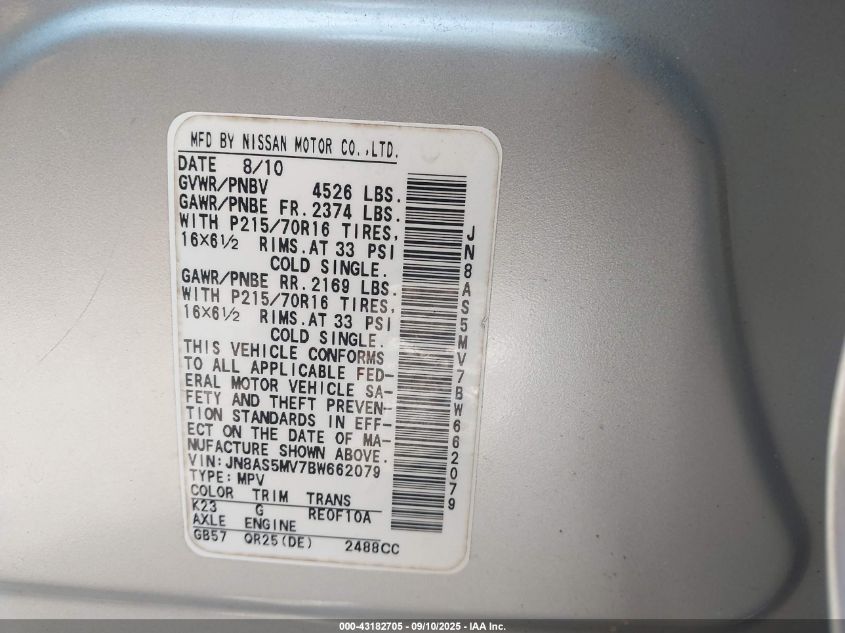 MFD BY NISSAN MOTOR CO.,LTD.
DATE 8/10
GVWR/PNBV 4526 LBS.
GAWR/PNBE FR. 2374 LBS.
WITH P215/70R16 TIRES,
16X6½ RIMS.AT 33 PSI
COLD SINGLE.
GAWR/PNBE RR. 2169 LBS.
WITH P215/70R16 TIRES,
16X6½ RIMS.AT 33 PSI
COLD SINGLE.
THIS VEHICLE CONFORMS
TO ALL APPLICABLE FED-
ERAL MOTOR VEHICLE SA-
FETY AND THEFT PREVEN-
TION STANDARDS IN EFF-
ECT ON THE DATE OF MA-
NUFACTURE SHOWN ABOVE.
VIN: JN8AS5MV7BW662079
TYPE: MPV
COLOR TRIM TRANS
K23 G RE0F10A
AXLE ENGINE
GB57 QR25(DE) 2488CC
JN8AS5MV7BW662079
000-43182705 - 09/10/2025 - IAA Inc.